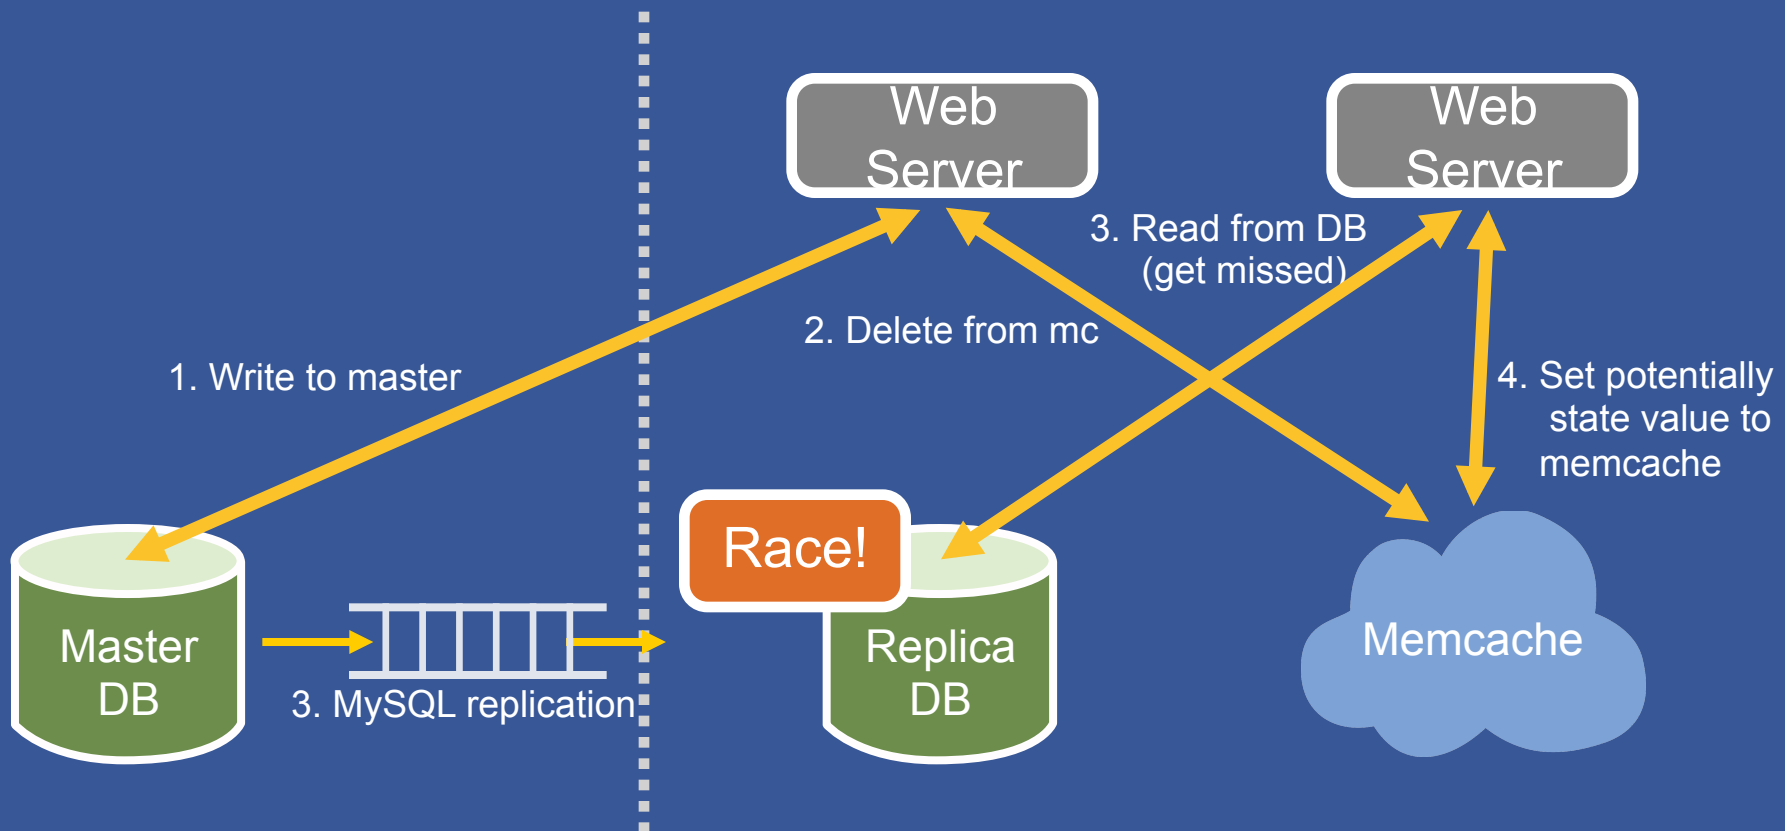 Web
Server
Web
Server
3. Read from DB
(get missed)
2. Delete from mc
1. Write to master
4. Set potentially
state value to
memcache
Race!
Master
DB
Replica
DB
Memcache
3. MySQL replication